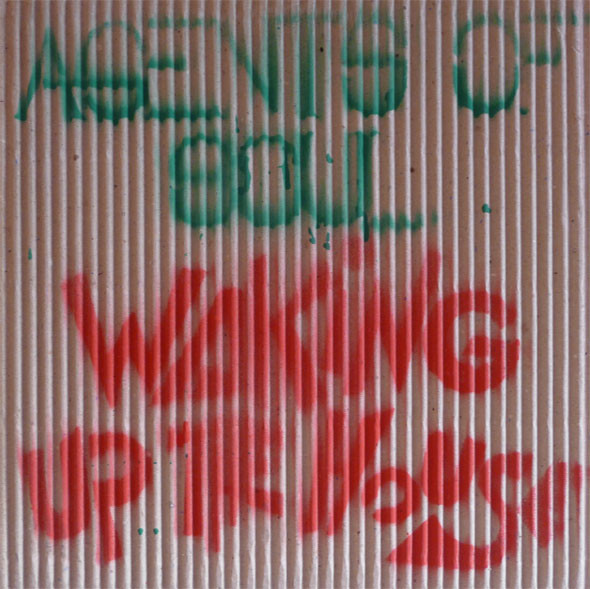 AGENTS OF
SOUL
WAKiNG
UP THE HOUSE